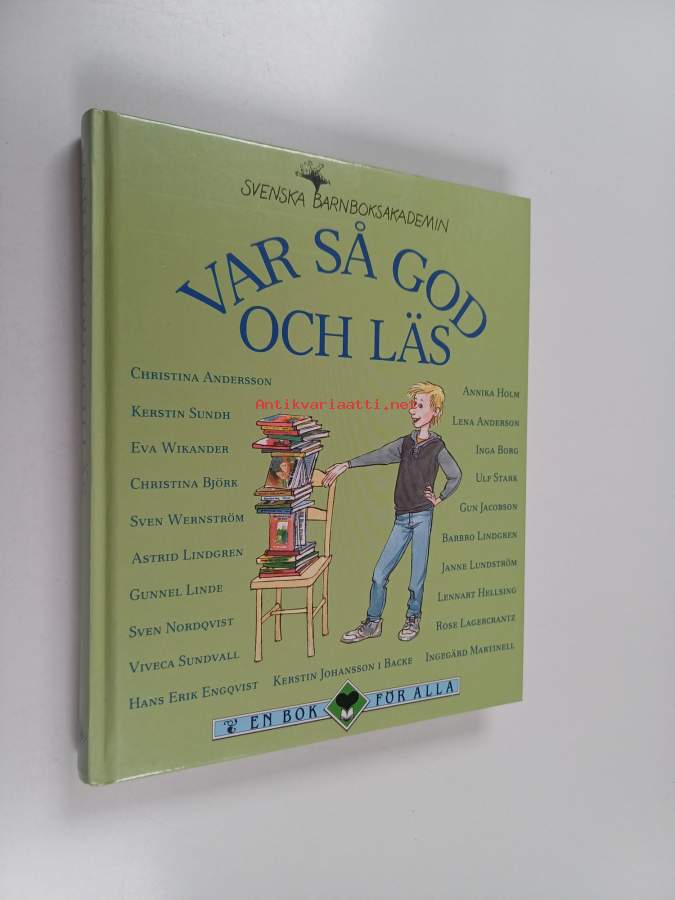 SVENSKA BARNBOKSAKADEMIN
VAR SÅ GOD
OCH LÄS
CHRISTINA ANDERSSON
KERSTIN SUNDH
EVA WIKANDER
CHRISTINA BJÖRK
SVEN WERNSTRÖM
ASTRID LINDGREN
GUNNEL LINDE
SVEN NORDQVIST
VIVECA SUNDVALL
HANS ERIK ENGQVIST
KERSTIN JOHANSSON I BACKE
ANNIKA HOLM
LENA ANDERSON
INGA BORG
ULF STARK
GUN JACOBSON
BARBRO LINDGREN
JANNE LUNDSTRÖM
LENNART HELLSING
ROSE LAGERCRANTZ
INGEGÄRD MARTINELL
Antikvariaatti.net
EN BOK FÖR ALLA